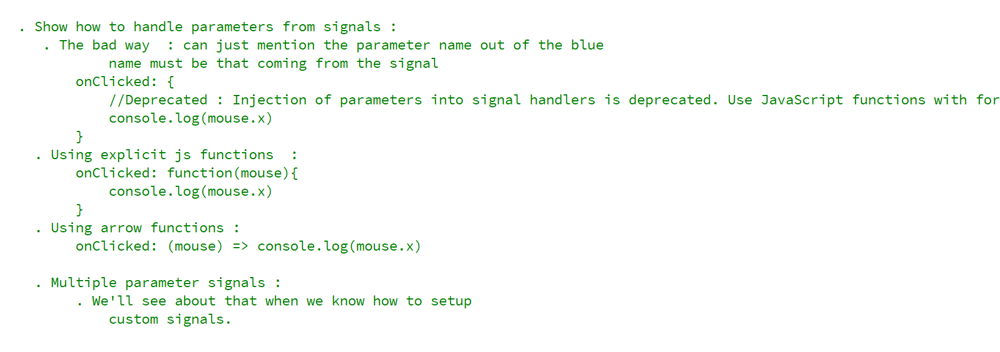 . Show how to handle parameters from signals :
. The bad way  : can just mention the parameter name out of the blue
name must be that coming from the signal
onClicked: {
//Deprecated : Injection of parameters into signal handlers is deprecated. Use JavaScript functions with for
console.log(mouse.x)
}
. Using explicit js functions  :
onClicked: function(mouse){
console.log(mouse.x)
}
. Using arrow functions :
onClicked: (mouse) => console.log(mouse.x)
. Multiple parameter signals :
. We'll see about that when we know how to setup
custom signals.